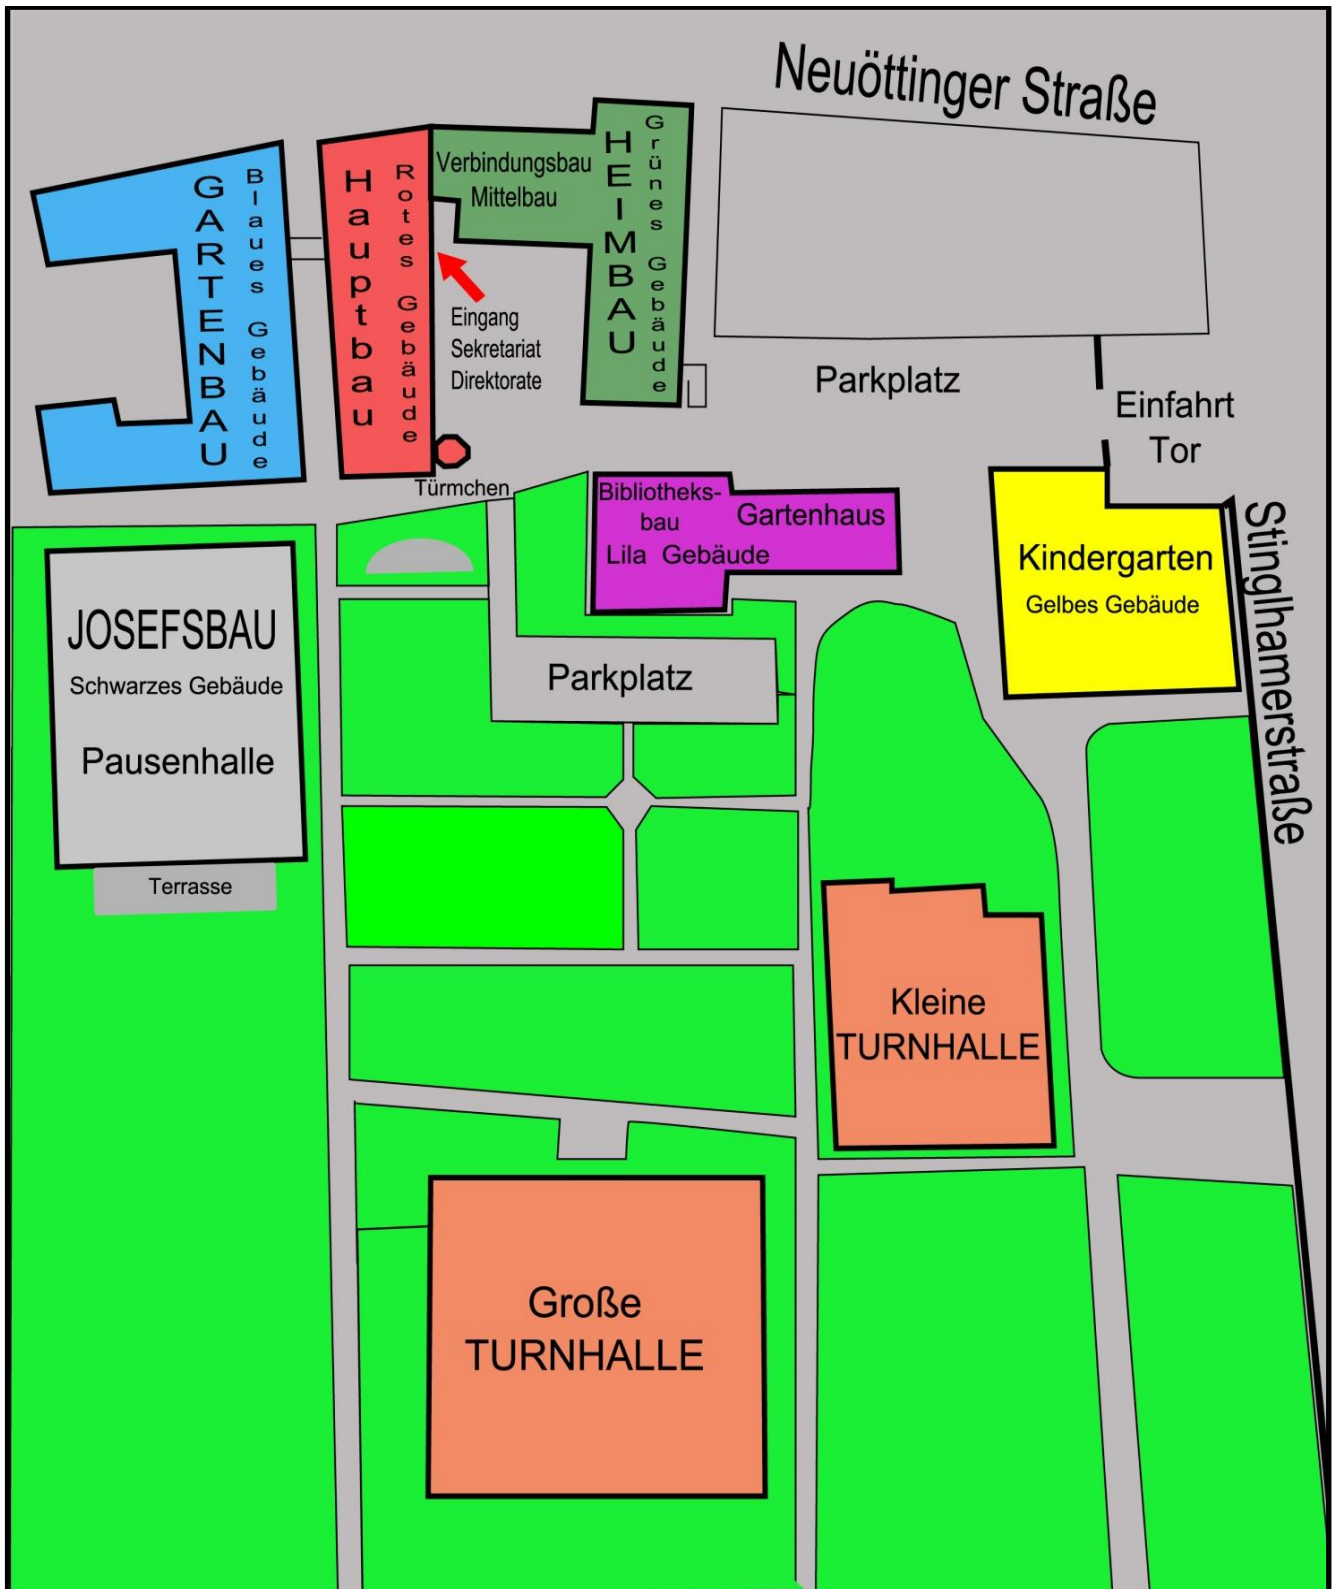 Neuöttinger Straße
GARTENBAU
Blaues Gebäude
Hauptbau
Rotes Gebäude
Verbindungsbau
Mittelbau
HEIMBAU
Grünes Gebäude
Eingang
Sekretariat
Direktorate
Parkplatz
Einfahrt
Tor
Türmchen
Bibliotheks-
bau
Gartenhaus
Lila Gebäude
Kindergarten
Gelbes Gebäude
Stinglhamerstraße
JOSEFSBAU
Schwarzes Gebäude
Pausenhalle
Terrasse
Parkplatz
Kleine
TURNHALLE
Große
TURNHALLE